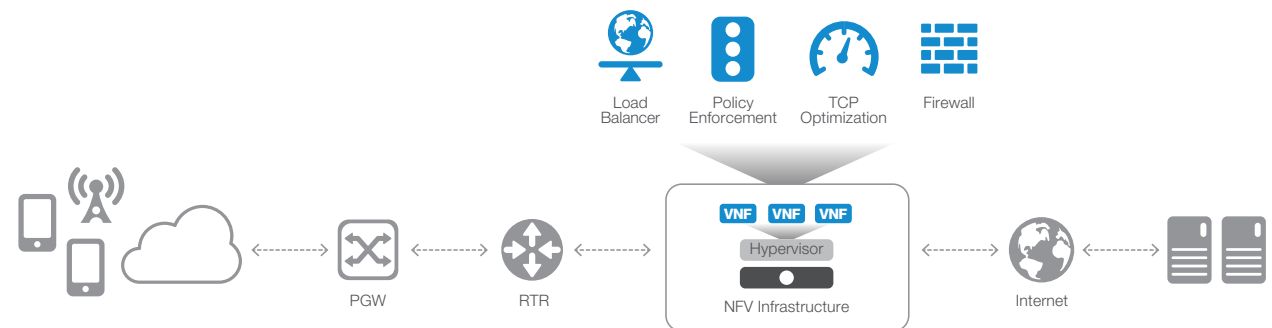 Load
Balancer
Policy
Enforcement
TCP
Optimization
Firewall
VNF VNF VNF
Hypervisor
NFV Infrastructure
PGW
RTR
Internet